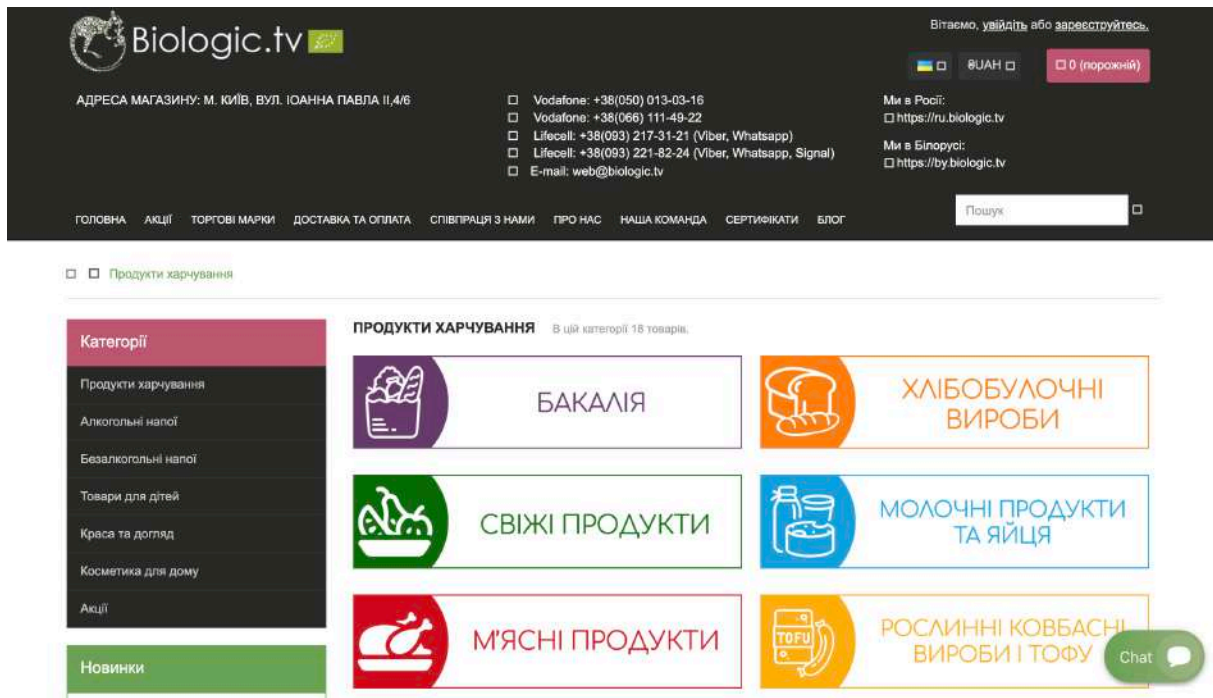 Biologic.tv
Вітаємо, увійдіть або зареєструйтесь.
₴UAH
0 (порожній)
АДРЕСА МАГАЗИНУ: М. КИЇВ, ВУЛ. ІОАННА ПАВЛА ІІ,4/6
Vodafone: +38(050) 013-03-16
Vodafone: +38(066) 111-49-22
Lifecell: +38(093) 217-31-21 (Viber, Whatsapp)
Lifecell: +38(093) 221-82-24 (Viber, Whatsapp, Signal)
E-mail: web@biologic.tv
Ми в Росії:
https://ru.biologic.tv
Ми в Білорусі:
https://by.biologic.tv
ГОЛОВНА АКЦІЇ ТОРГОВІ МАРКИ ДОСТАВКА ТА ОПЛАТА СПІВПРАЦЯ З НАМИ ПРО НАС НАША КОМАНДА СЕРТИФІКАТИ БЛОГ
Пошук
Продукти харчування
Категорії
Продукти харчування
Алкогольні напої
Безалкогольні напої
Товари для дітей
Краса та догляд
Косметика для дому
Акції
Новинки
ПРОДУКТИ ХАРЧУВАННЯ В цій категорії 18 товарів.
БАКАЛІЯ
ХЛІБОБУЛОЧНІ
ВИРОБИ
СВІЖІ ПРОДУКТИ
МОЛОЧНІ ПРОДУКТИ
ТА ЯЙЦЯ
М'ЯСНІ ПРОДУКТИ
TOFU
РОСЛИННІ КОВБАСНІ
ВИРОБИ І ТОФУ
Chat